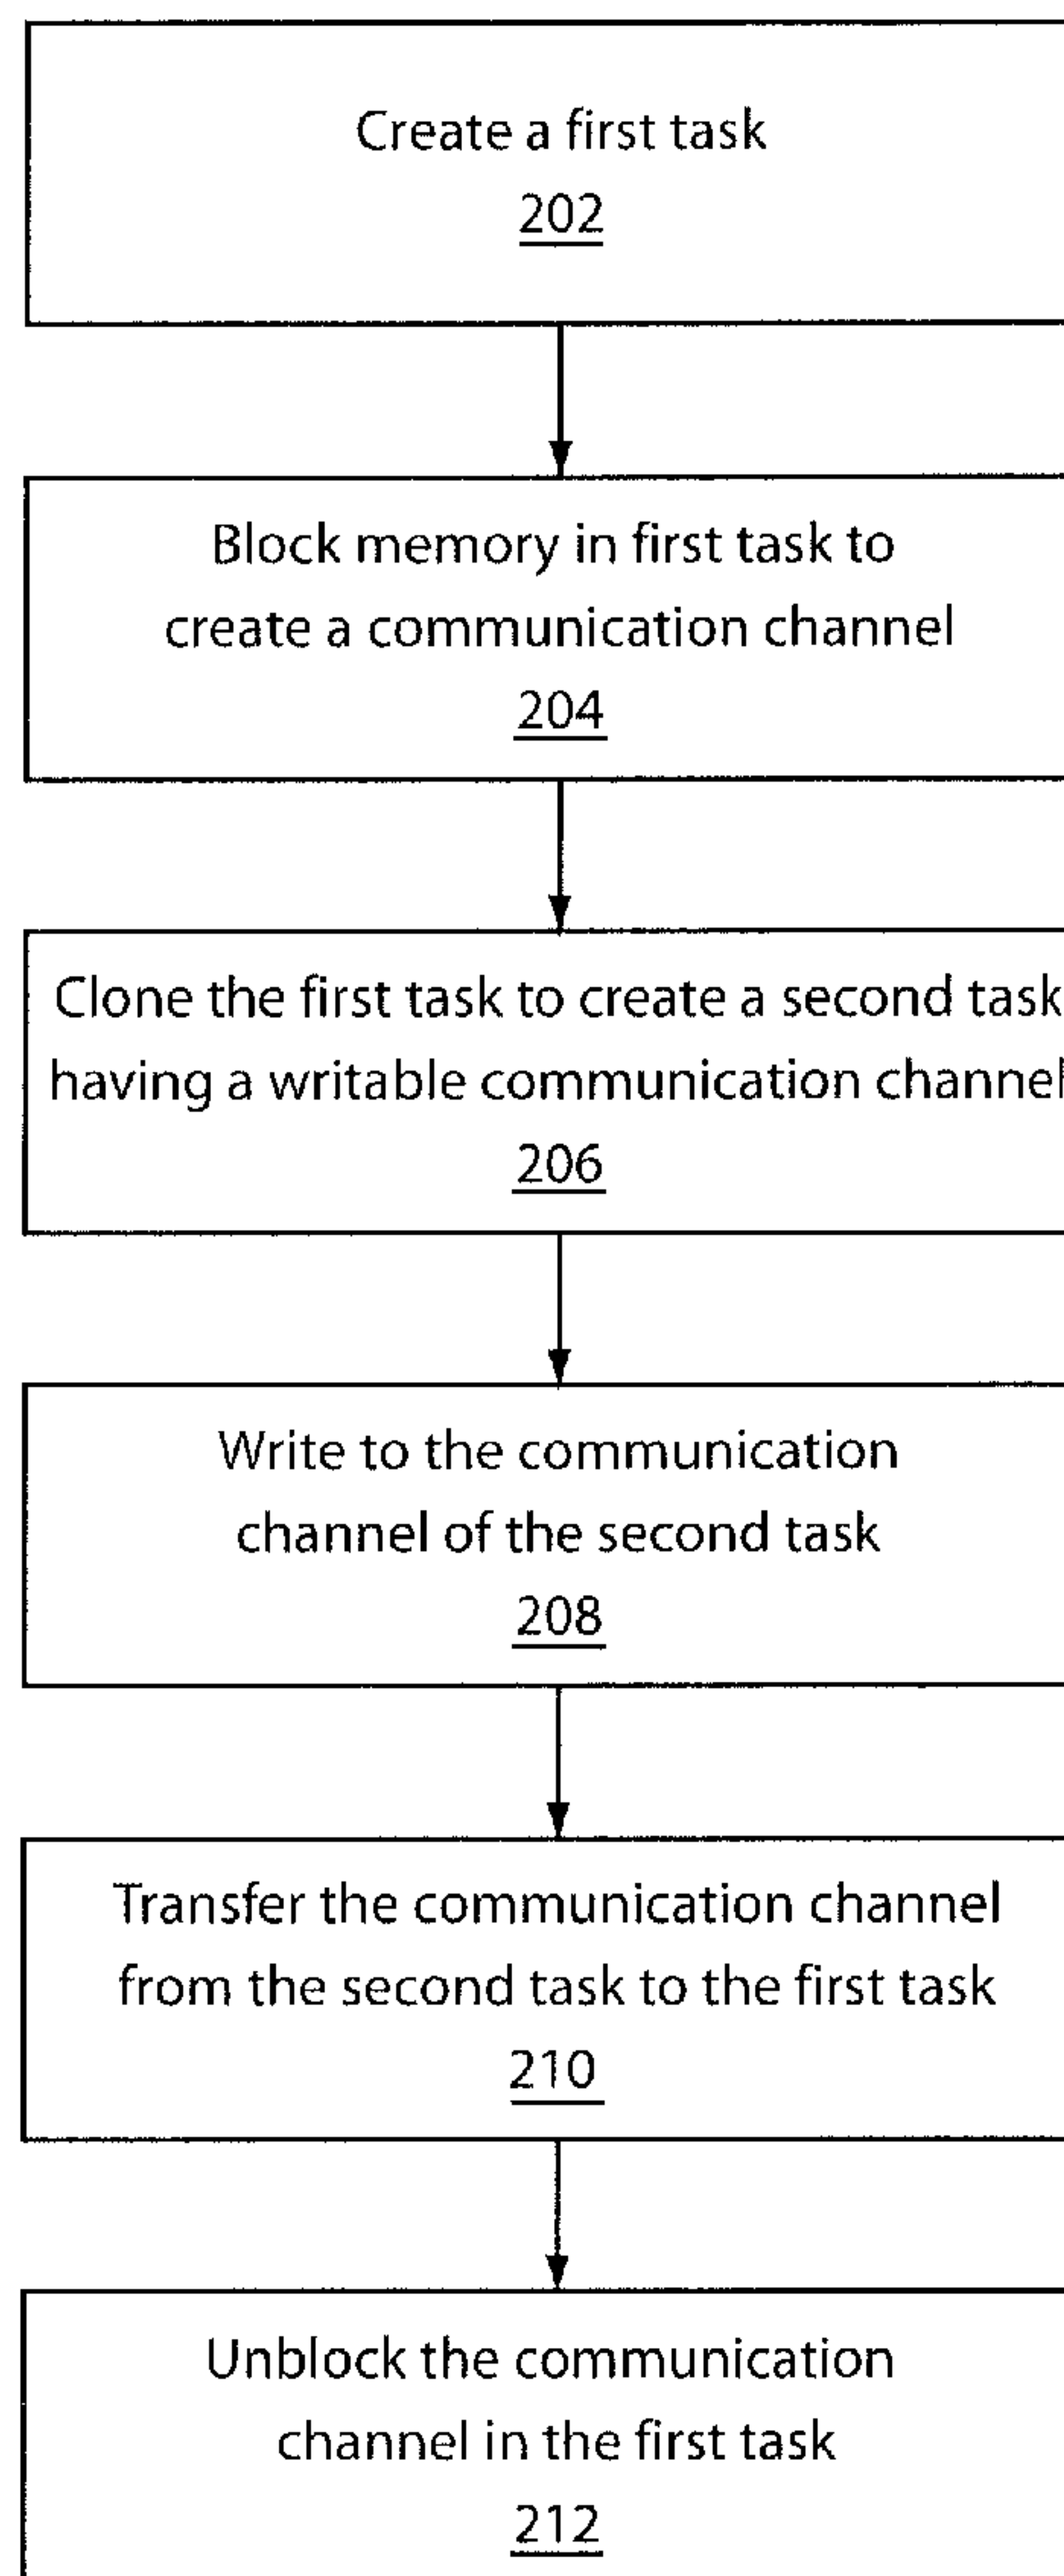 Create a first task
202
Block memory in first task to
create a communication channel
204
Clone the first task to create a second task
having a writable communication channel
206
Write to the communication
channel of the second task
208
Transfer the communication channel
from the second task to the first task
210
Unblock the communication
channel in the first task
212